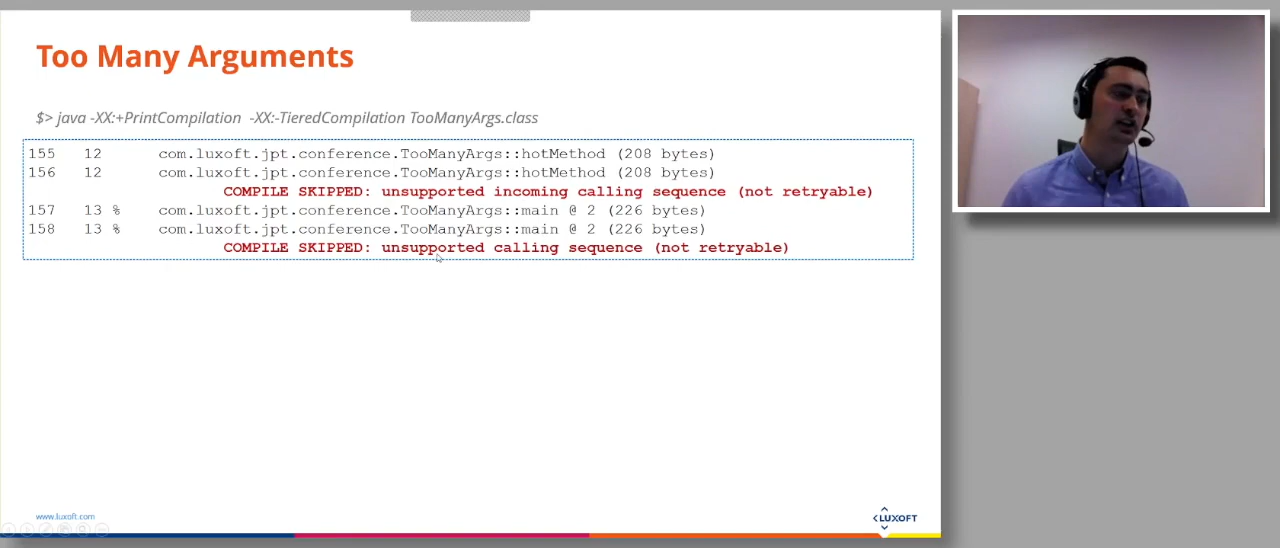 Too Many Arguments
$> java -XX:+PrintCompilation -XX:-TieredCompilation TooManyArgs.class
155 12 com.luxoft.jpt.conference.TooManyArgs::hotMethod (208 bytes)
156 12 com.luxoft.jpt.conference.TooManyArgs::hotMethod (208 bytes)
COMPILE SKIPPED: unsupported incoming calling sequence (not retryable)
157 13 % com.luxoft.jpt.conference.TooManyArgs::main @ 2 (226 bytes)
158 13 % com.luxoft.jpt.conference.TooManyArgs::main @ 2 (226 bytes)
COMPILE SKIPPED: unsupported calling sequence (not retryable)
www.luxoft.com
LUXOFT